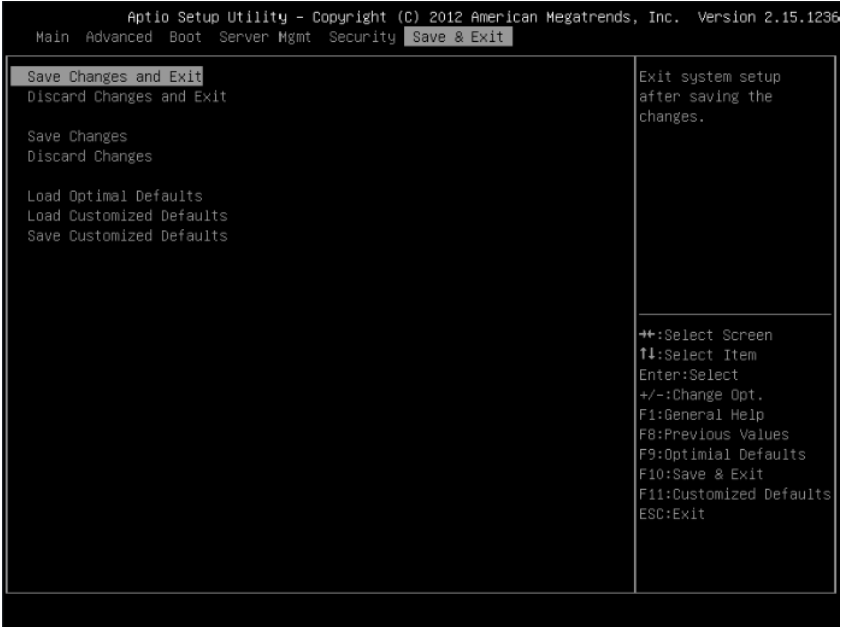 Aptio Setup Utility - Copyright (C) 2012 American Megatrends, Inc. Version 2.15.1236
Main Advanced Boot Server Mgmt Security Save & Exit
Save Changes and Exit
Discard Changes and Exit
Save Changes
Discard Changes
Load Optimal Defaults
Load Customized Defaults
Save Customized Defaults
Exit system setup
after saving the
changes.
→←:Select Screen
↑↓:Select Item
Enter:Select
+/-:Change Opt.
F1:General Help
F8:Previous Values
F9:Optimial Defaults
F10:Save & Exit
F11:Customized Defaults
ESC:Exit